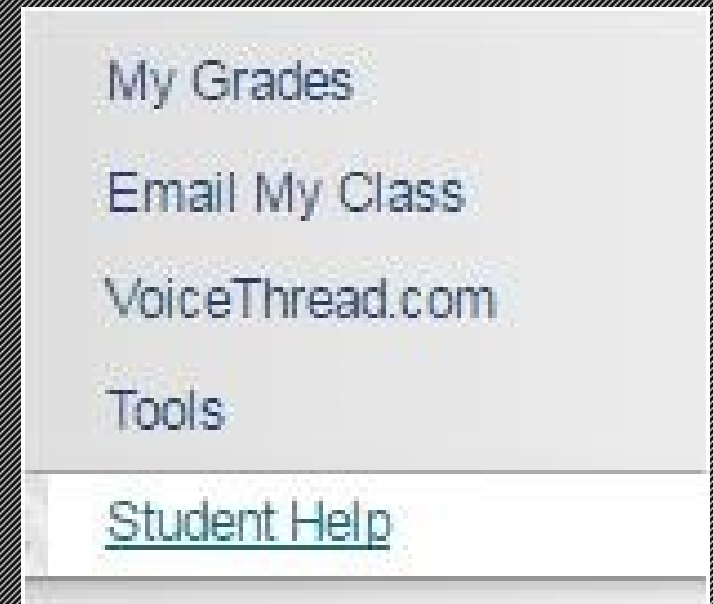 My Grades
Email My Class
VoiceThread.com
Tools
Student Help